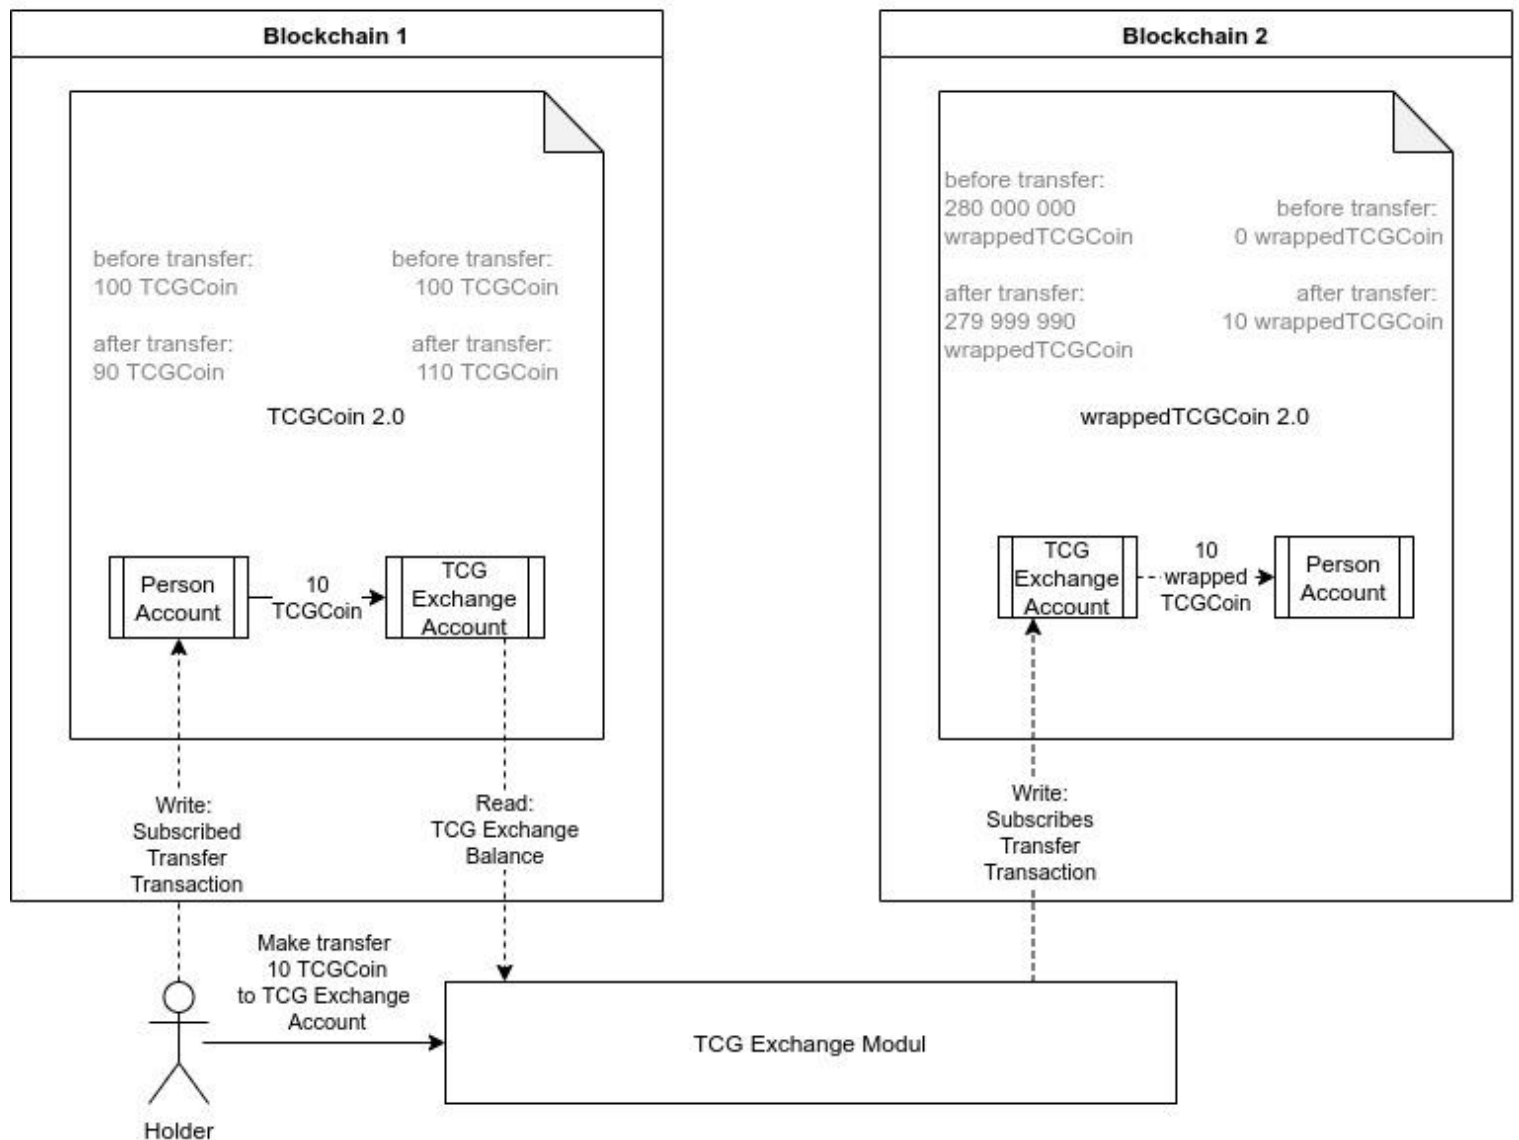 Blockchain 1
before transfer:
100 TCGCoin
after transfer:
90 TCGCoin
before transfer:
100 TCGCoin
after transfer:
110 TCGCoin
TCGCoin 2.0
Person
Account
10
TCGCoin
TCG
Exchange
Account
Write:
Subscribed
Transfer
Transaction
Read:
TCG Exchange
Balance
Blockchain 2
before transfer:
280 000 000
wrappedTCGCoin
after transfer:
279 999 990
wrappedTCGCoin
before transfer:
0 wrappedTCGCoin
after transfer:
10 wrappedTCGCoin
wrappedTCGCoin 2.0
TCG
Exchange
Account
10
wrapped
TCGCoin
Person
Account
Write:
Subscribes
Transfer
Transaction
Make transfer
10 TCGCoin
to TCG Exchange
Account
TCG Exchange Modul
Holder